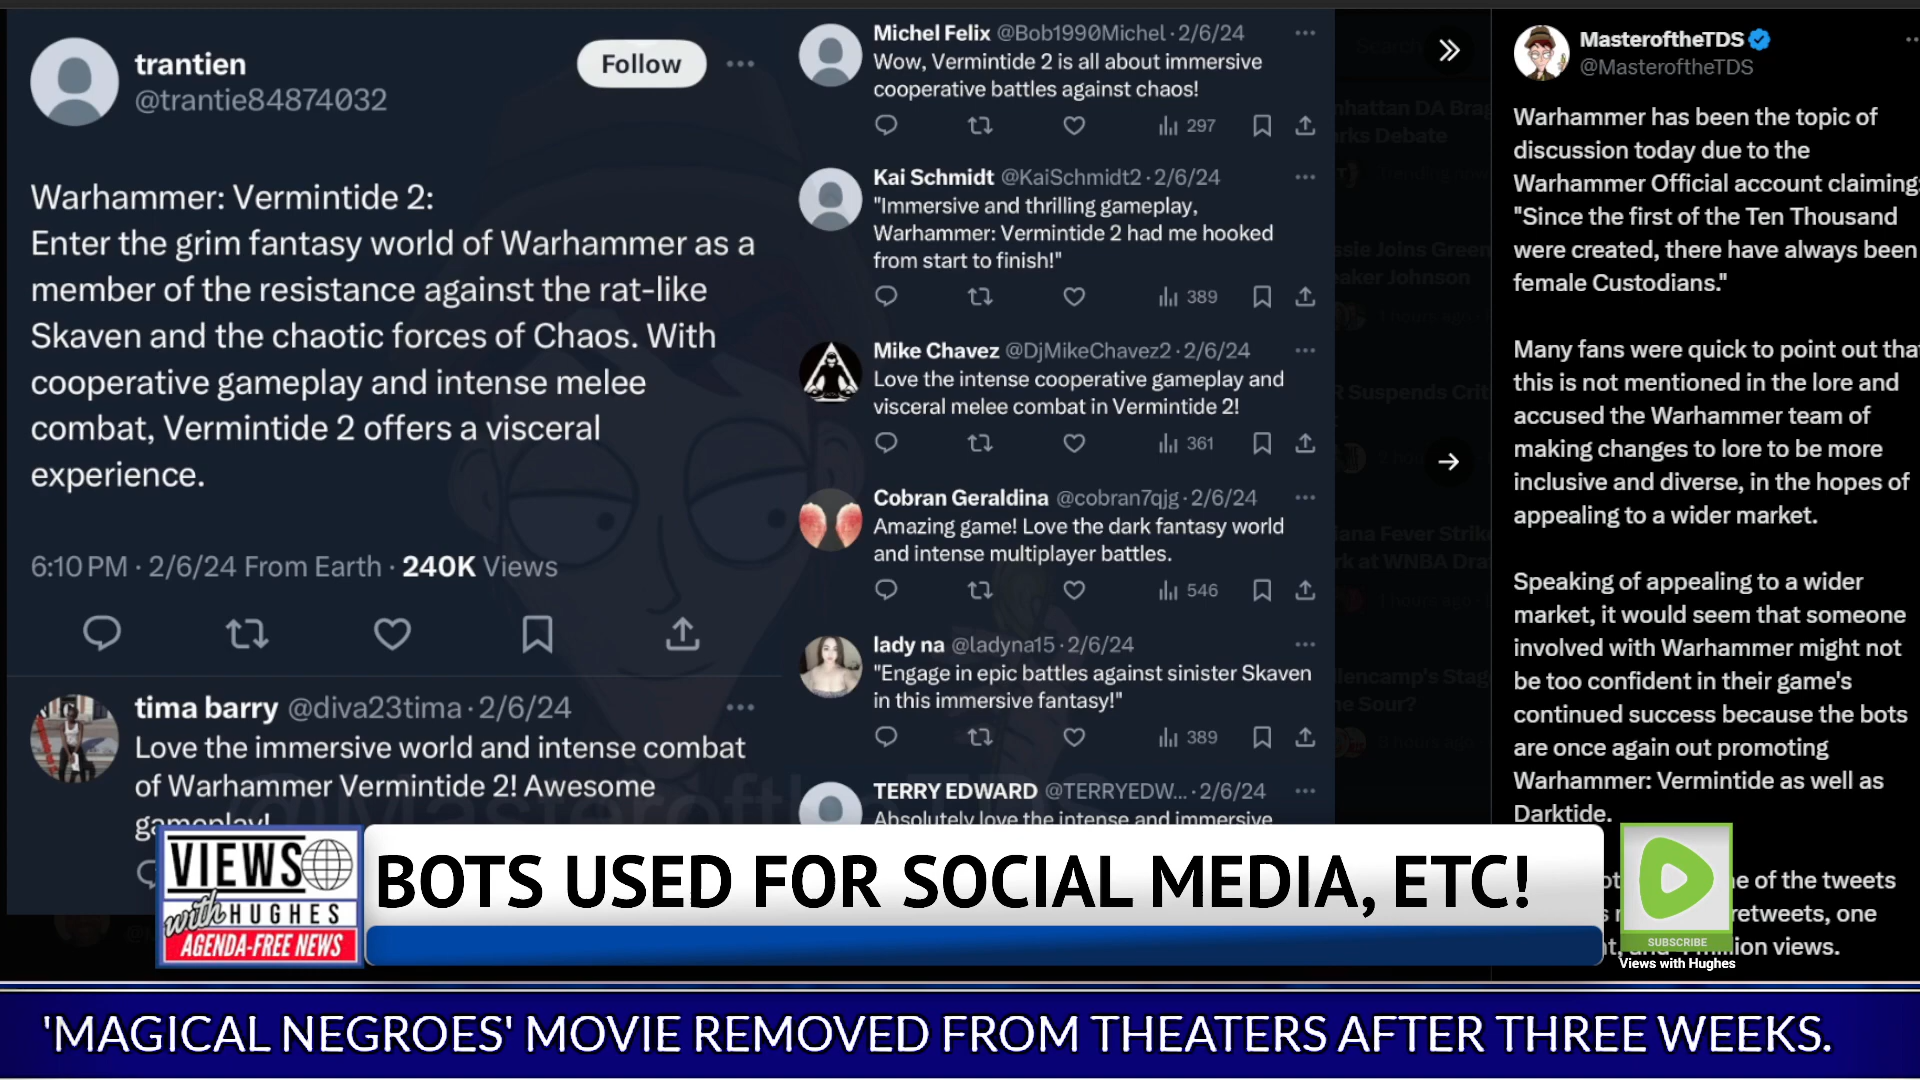 trantien
@trantie84874032
Follow
Warhammer: Vermintide 2:
Enter the grim fantasy world of Warhammer as a
member of the resistance against the rat-like
Skaven and the chaotic forces of Chaos. With
cooperative gameplay and intense melee
combat, Vermintide 2 offers a visceral
experience.
6:10 PM · 2/6/24 From Earth · 240K Views
tima barry @diva23tima · 2/6/24
Love the immersive world and intense combat
of Warhammer Vermintide 2! Awesome
gameplay!
Michel Felix @Bob1990Michel · 2/6/24
Wow, Vermintide 2 is all about immersive
cooperative battles against chaos!
297
Kai Schmidt @KaiSchmidt2 · 2/6/24
"Immersive and thrilling gameplay,
Warhammer: Vermintide 2 had me hooked
from start to finish!"
389
Mike Chavez @DjMikeChavez2 · 2/6/24
Love the intense cooperative gameplay and
visceral melee combat in Vermintide 2!
361
Cobran Geraldina @cobran7qjg · 2/6/24
Amazing game! Love the dark fantasy world
and intense multiplayer battles.
546
lady na @ladyna15 · 2/6/24
"Engage in epic battles against sinister Skaven
in this immersive fantasy!"
389
TERRY EDWARD @TERRYEDW... · 2/6/24
Absolutely love the intense and immersive
MasteroftheTDS
@MasteroftheTDS
Warhammer has been the topic of
discussion today due to the
Warhammer Official account claiming:
"Since the first of the Ten Thousand
were created, there have always been
female Custodians."
Many fans were quick to point out that
this is not mentioned in the lore and
accused the Warhammer team of
making changes to lore to be more
inclusive and diverse, in the hopes of
appealing to a wider market.
Speaking of appealing to a wider
market, it would seem that someone
involved with Warhammer might not
be too confident in their game's
continued success because the bots
are once again out promoting
Warhammer: Vermintide as well as
Darktide.
of the tweets
retweets, one
views.
VIEWS
with HUGHES
AGENDA-FREE NEWS
BOTS USED FOR SOCIAL MEDIA, ETC!
SUBSCRIBE
Views with Hughes
'MAGICAL NEGROES' MOVIE REMOVED FROM THEATERS AFTER THREE WEEKS.